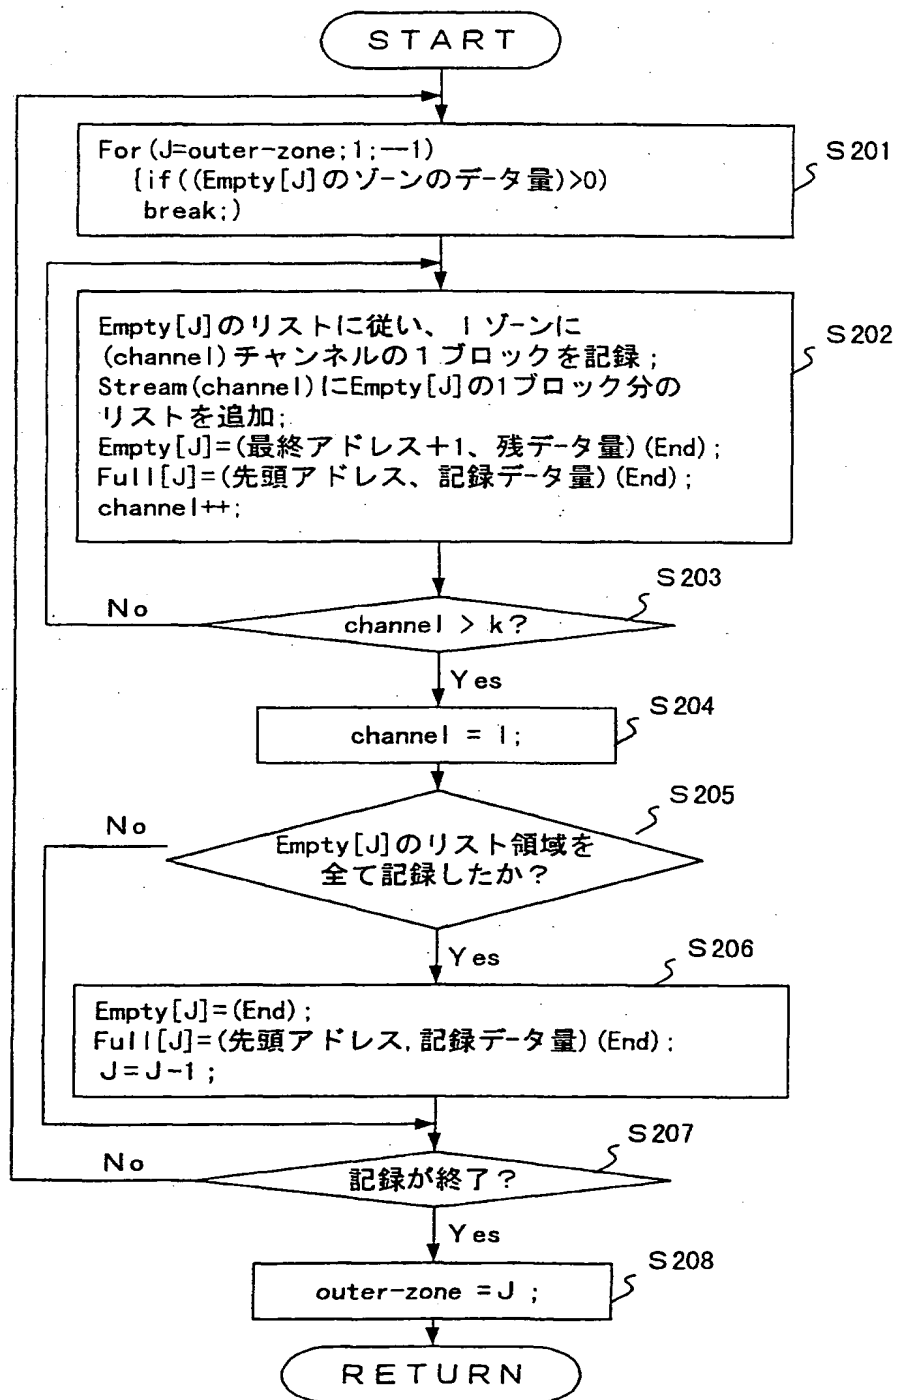 START
For(J=outer-zone;1;--1)
{if((Empty[J]のゾーンのデータ量)>0)
break;)
S201
Empty[J]のリストに従い、1ゾーンに
(channel)チャンネルの1ブロックを記録;
Stream(channel)にEmpty[J]の1ブロック分の
リストを追加;
Empty[J]=(最終アドレス+1、残データ量)(End);
Full[J]=(先頭アドレス、記録データ量)(End);
channel++;
S202
channel > k?
S203
No
Yes
channel = 1;
S204
Empty[J]のリスト領域を
全て記録したか?
S205
No
Yes
Empty[J]=(End);
Full[J]=(先頭アドレス,記録データ量)(End);
J=J-1;
S206
記録が終了?
S207
No
Yes
outer-zone =J ;
S208
RETURN